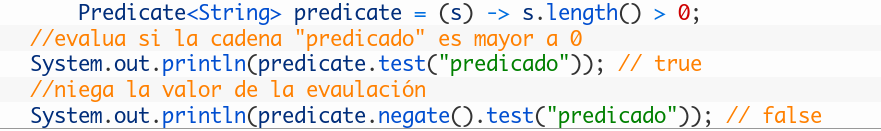 Predicate<String> predicate = (s) -> s.length() > 0;
//evalua si la cadena "predicado" es mayor a 0
System.out.println(predicate.test("predicado")); // true
//niega la valor de la evaulación
System.out.println(predicate.negate().test("predicado")); // false